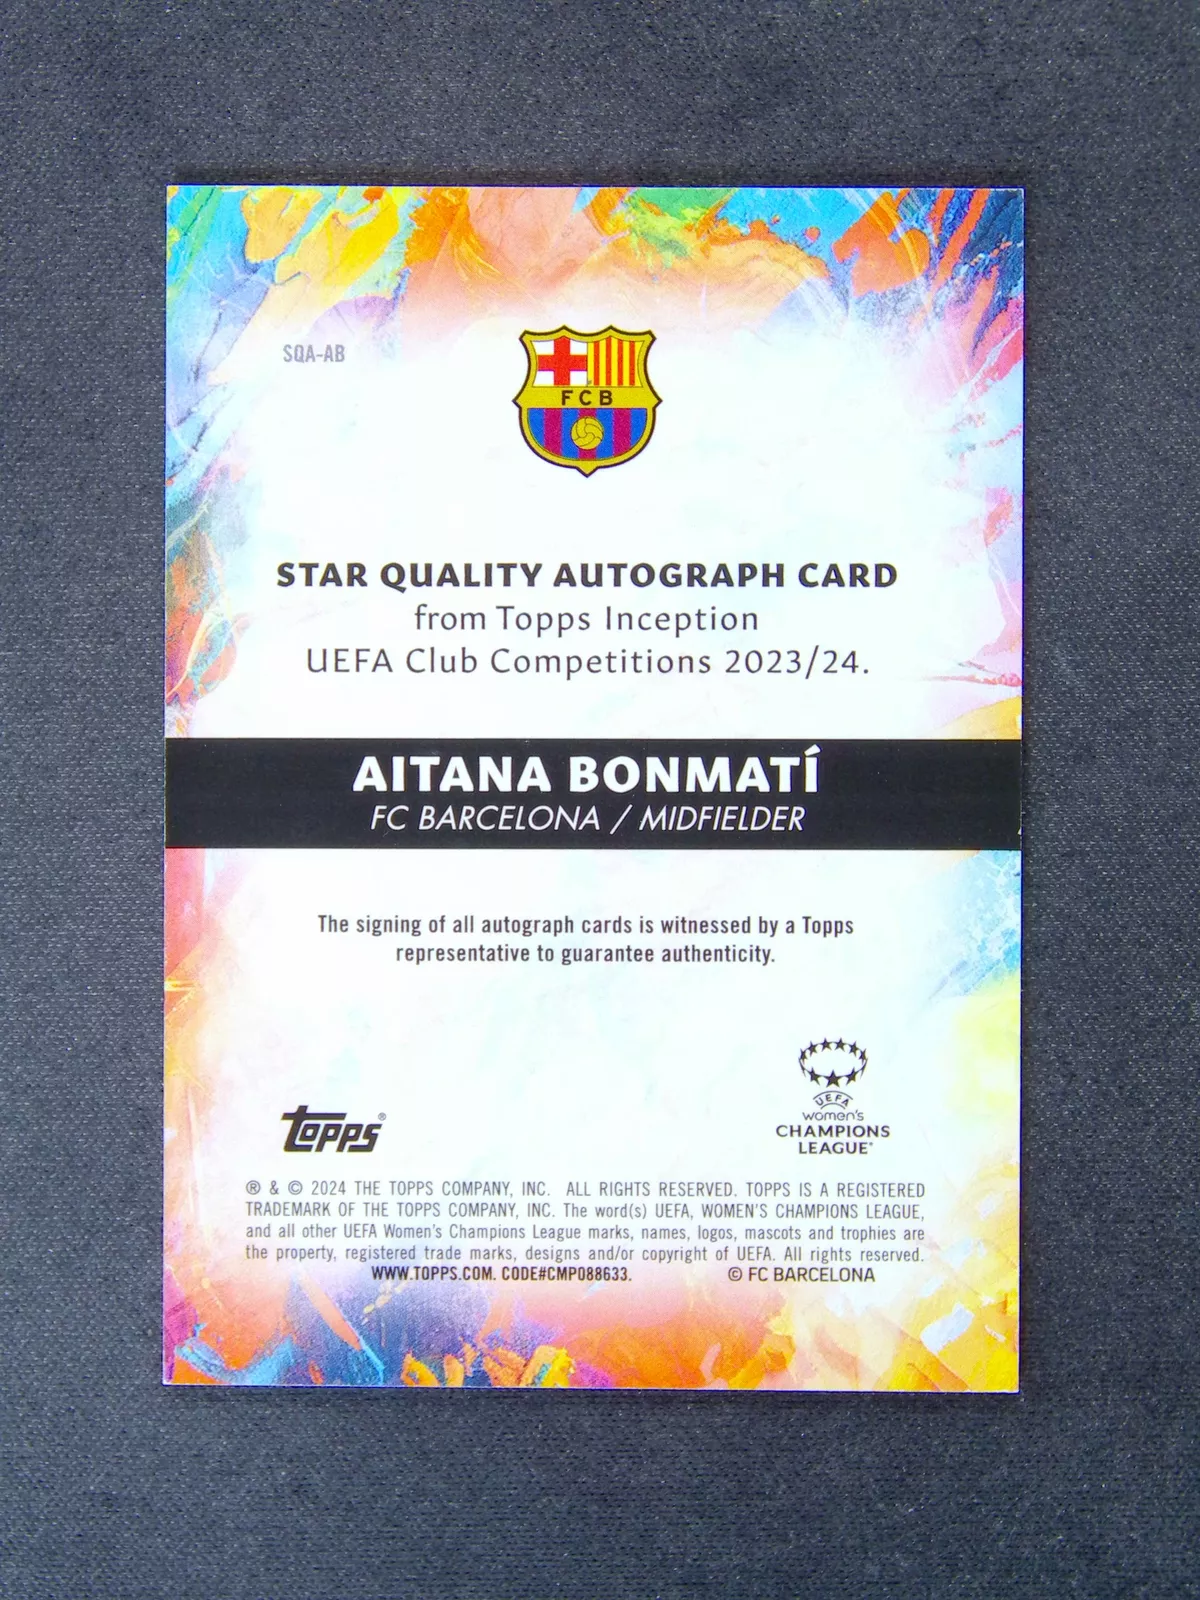 SQA-AB
FCB
STAR QUALITY AUTOGRAPH CARD
from Topps Inception
UEFA Club Competitions 2023/24.
AITANA BONMATÍ
FC BARCELONA / MIDFIELDER
The signing of all autograph cards is witnessed by a Topps
representative to guarantee authenticity.
Topps®
UEFA
women's
CHAMPIONS
LEAGUE®
® & © 2024 THE TOPPS COMPANY, INC. ALL RIGHTS RESERVED. TOPPS IS A REGISTERED
TRADEMARK OF THE TOPPS COMPANY, INC. The word(s) UEFA, WOMEN'S CHAMPIONS LEAGUE,
and all other UEFA Women's Champions League marks, names, logos, mascots and trophies are
the property, registered trade marks, designs and/or copyright of UEFA. All rights reserved.
WWW.TOPPS.COM. CODE#CMP088633. © FC BARCELONA